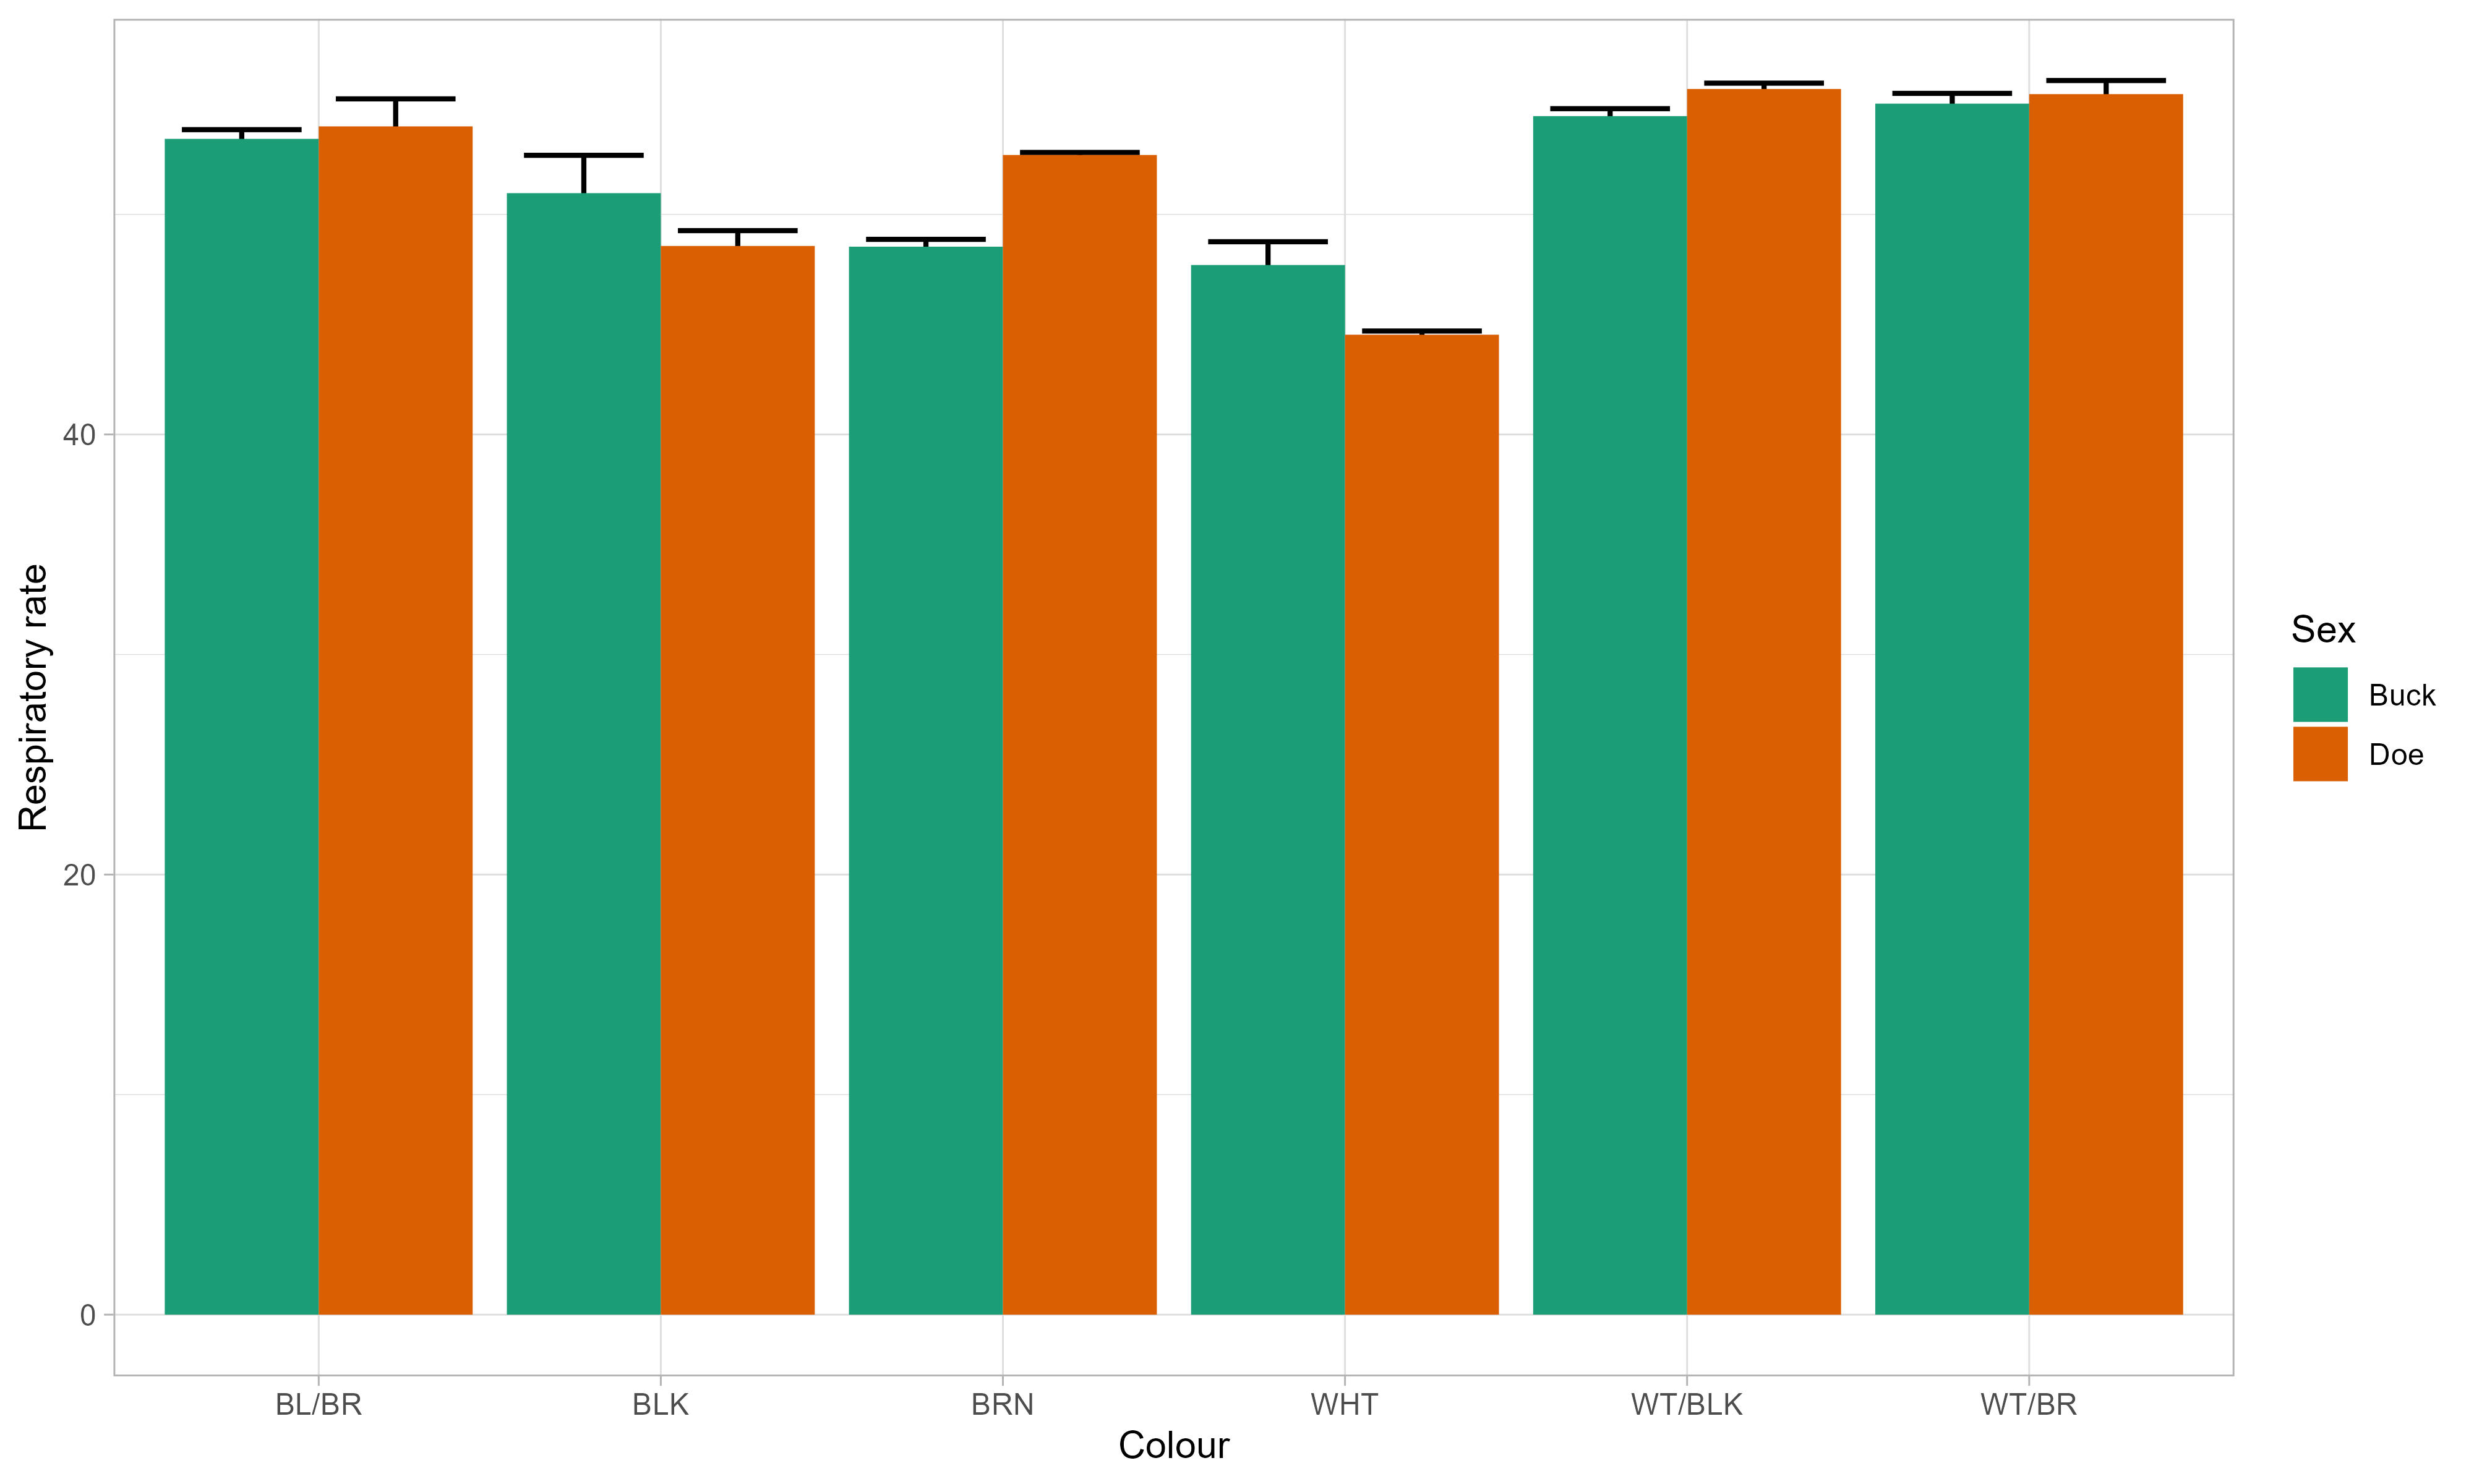 Respiratory rate
40
20
0
BL/BR
BLK
BRN
WHT
WT/BLK
WT/BR
Colour
Sex
Buck
Doe